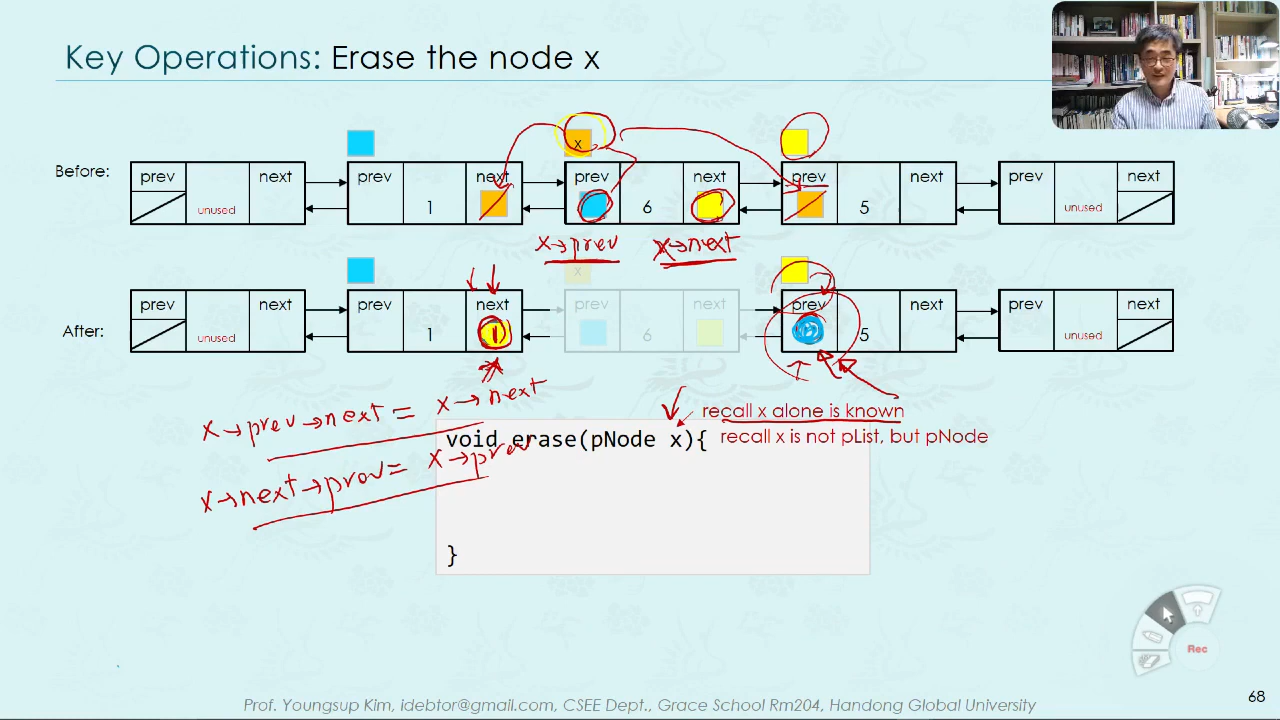 Key Operations: Erase the node x
x
Before:
prev next prev next prev next prev next prev next
unused 1 6 5 unused
x→prev x→next
x
After:
prev next prev next prev next prev next prev next
unused 1 1 6 5 unused
x→prev→next = x→next
recall x alone is known
void erase(pNode x){ recall x is not pList, but pNode
x→next→prev = x→prev
}
Rec
68
Prof. Youngsup Kim, idebtor@gmail.com, CSEE Dept., Grace School Rm204, Handong Global University